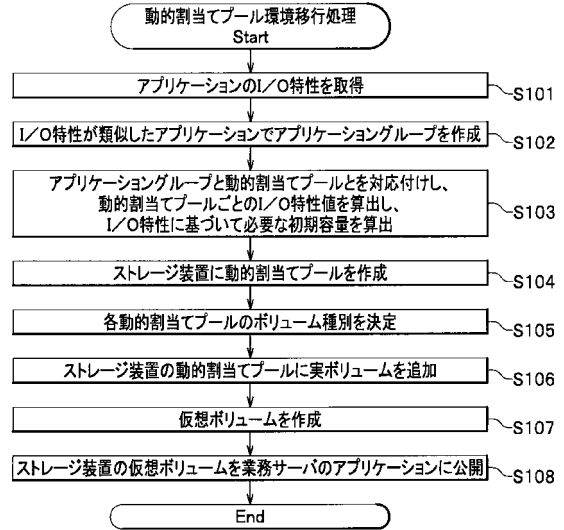 動的割当てプール環境移行処理
Start
アプリケーションのI/O特性を取得
S101
I/O特性が類似したアプリケーションでアプリケーショングループを作成
S102
アプリケーショングループと動的割当てプールとを対応付けし、
動的割当てプールごとのI/O特性値を算出し、
I/O特性に基づいて必要な初期容量を算出
S103
ストレージ装置に動的割当てプールを作成
S104
各動的割当てプールのボリューム種別を決定
S105
ストレージ装置の動的割当てプールに実ボリュームを追加
S106
仮想ボリュームを作成
S107
ストレージ装置の仮想ボリュームを業務サーバのアプリケーションに公開
S108
End